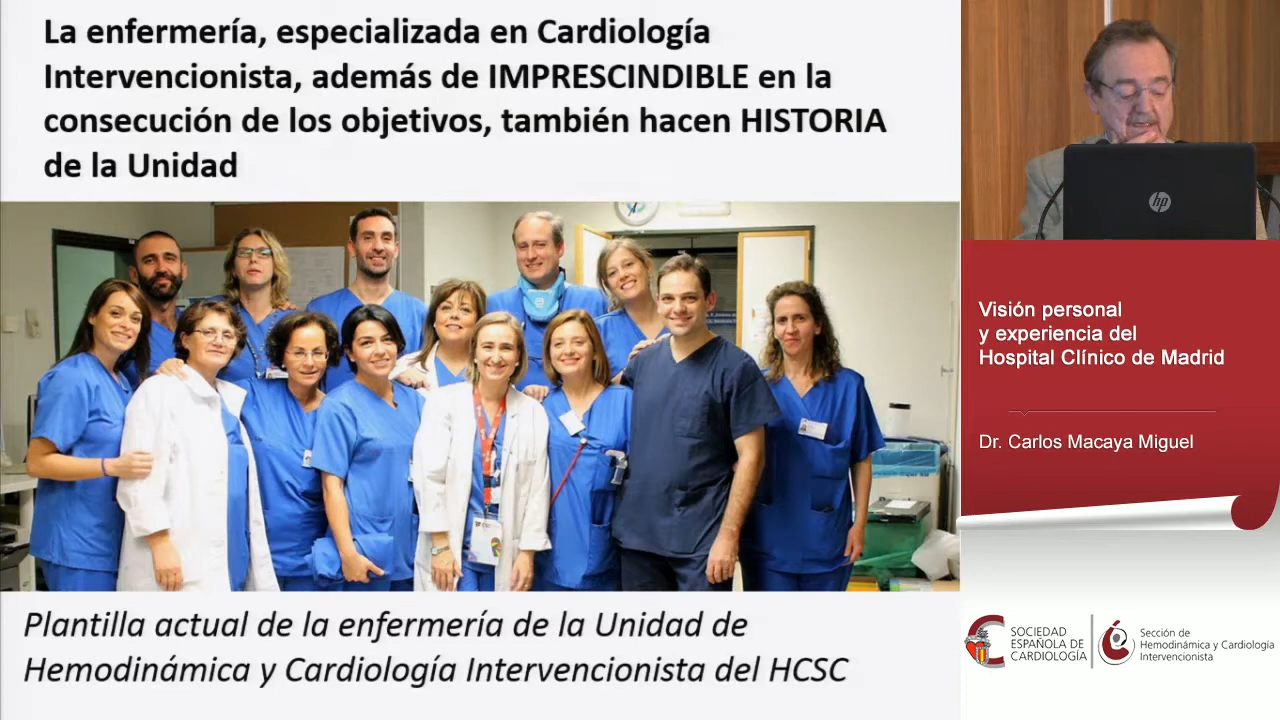 La enfermería, especializada en Cardiología
Intervencionista, además de IMPRESCINDIBLE en la
consecución de los objetivos, también hacen HISTORIA
de la Unidad
Plantilla actual de la enfermería de la Unidad de
Hemodinámica y Cardiología Intervencionista del HCSC
hp
Visión personal
y experiencia del
Hospital Clínico de Madrid
Dr. Carlos Macaya Miguel
SOCIEDAD
ESPAÑOLA DE
CARDIOLOGÍA
Sección de
Hemodinámica y Cardiología
Intervencionista